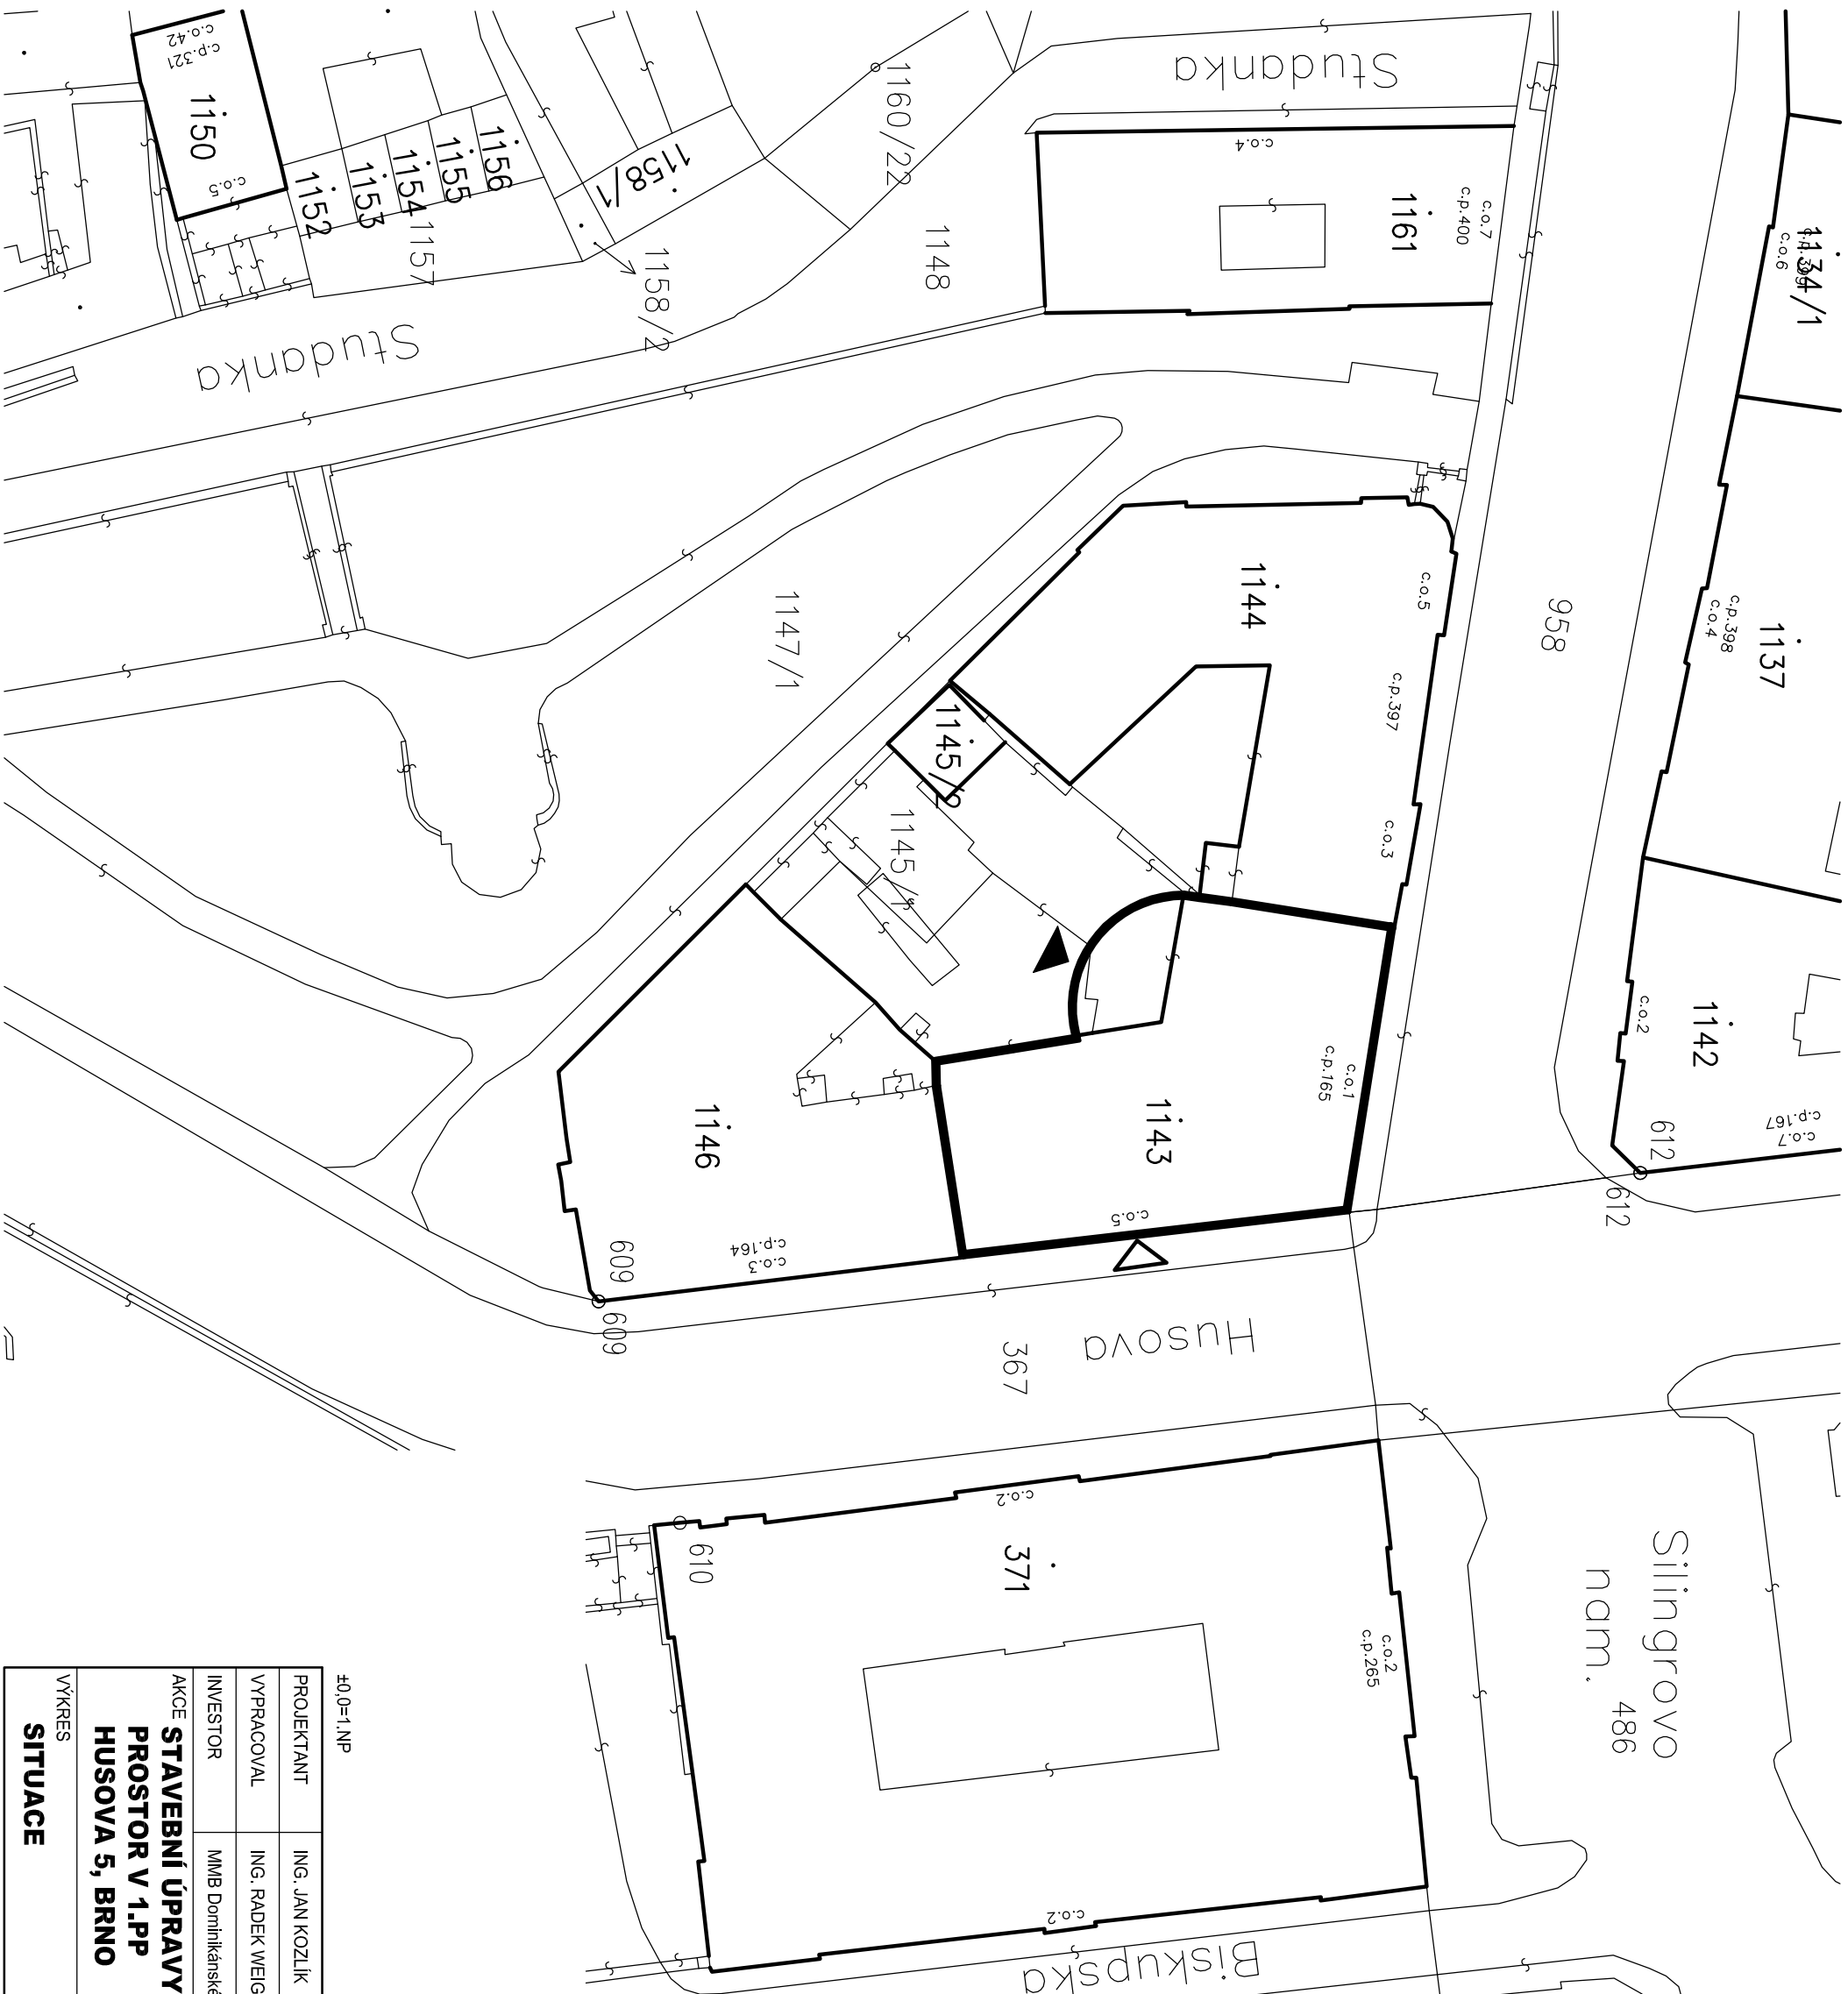 Studanka
c.o.42
c.p.321
1150
c.o.5
1152
1153
1154
1155
1156
1157
1158/1
1158/2
1160/22
1148
Studanka
c.o.4
1161
c.o.7
c.p.400
1134/1
c.o.6
958
1137
c.p.398
c.o.4
1144
c.o.5
c.p.397
c.o.3
1147/1
1145/2
1145/1
1142
c.o.2
c.p.167
c.o.7
612
612
1143
c.o.1
c.p.165
c.o.5
1146
c.o.3
c.p.164
609
609
Husova
367
371
c.o.2
610
c.o.2
c.p.265
c.o.2
Silingrovo
nam.
486
Biskupska
±0,0=1.NP
PROJEKTANT ING. JAN KOZLÍK
VYPRACOVAL ING. RADEK WEIG
INVESTOR MMB Dominikánské
AKCE STAVEBNÍ ÚPRAVY
PROSTOR V 1.PP
HUSOVA 5, BRNO
VÝKRES
SITUACE